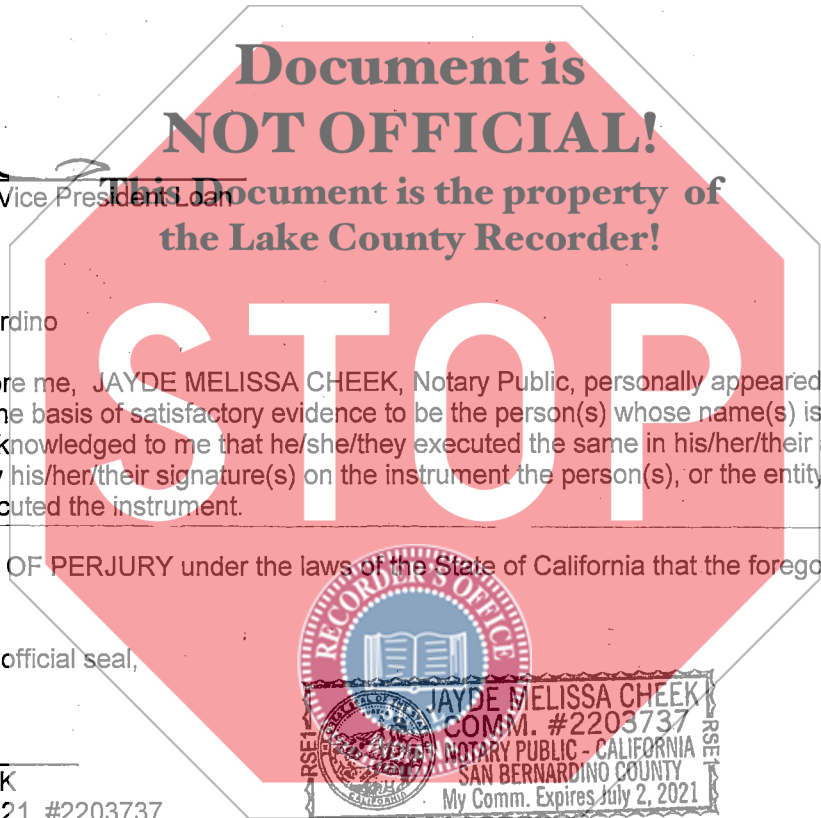 Document is
NOT OFFICIAL!
Vice President Loan
This Document is the property of
the Lake County Recorder!
rdino
STOP
re me, JAYDE MELISSA CHEEK, Notary Public, personally appeared
ne basis of satisfactory evidence to be the person(s) whose name(s) is
knowledged to me that he/she/they executed the same in his/her/their
his/her/their signature(s) on the instrument the person(s), or the entity
cuted the instrument.
OF PERJURY under the laws of the State of California that the forego
RECORDER'S OFFICE
official seal,
JAYDE MELISSA CHEEK
COMM. #2203737
NOTARY PUBLIC - CALIFORNIA
SAN BERNARDINO COUNTY
My Comm. Expires July 2, 2021
RSE1
RSE1
K
21 #2203737